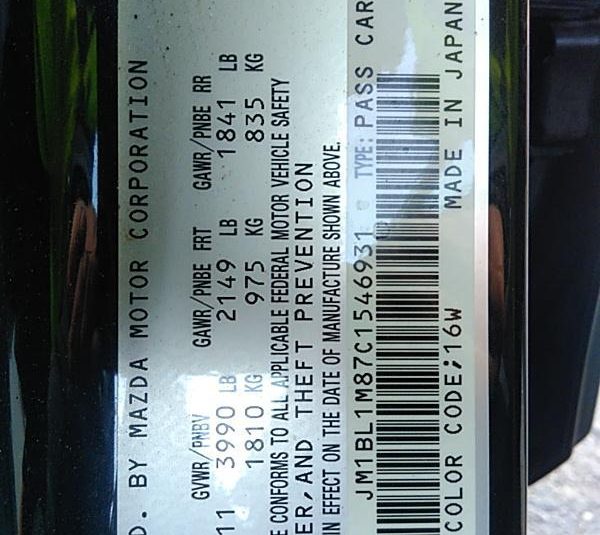 D. BY MAZDA MOTOR CORPORATION
GVWR/PNBV GAWR/PNBE FRT GAWR/PNBE RR
11 3990 LB 2149 LB 1841 LB
1810 KG 975 KG 835 KG
E CONFORMS TO ALL APPLICABLE FEDERAL MOTOR VEHICLE SAFETY
ER, AND THEFT PREVENTION
IN EFFECT ON THE DATE OF MANUFACTURE SHOWN ABOVE.
JM1BL1M87C1546931 TYPE: PASS CAR
COLOR CODE;16W MADE IN JAPAN